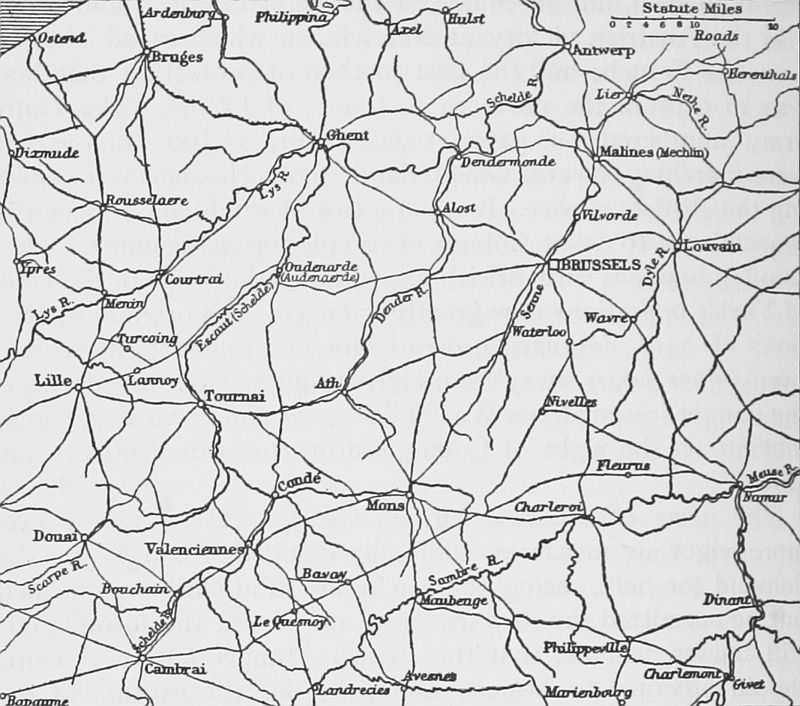 Statute Miles
0 2 4 6 8 10 20
Roads
Ardenburg
Philippina
Axel
Hulst
Antwerp
Ostend
Bruges
Herenthals
Lier
Nethe R.
Schelde R.
Ghent
Dixmude
Dendermonde
Malines (Mechlin)
Lys R.
Rousselaere
Alost
Vilvorde
Louvain
Ypres
Courtrai
Oudenarde
(Audenaerde)
BRUSSELS
Dyle R.
Lys R.
Menin
Escaut (Schelde)
Dender R.
Senne
Wavre
Waterloo
Turcoing
Lille
Lannoy
Tournai
Ath
Nivelles
Fleurus
Meuse R.
Namur
Condé
Mons
Charleroi
Douai
Valenciennes
Scarpe R.
Bouchain
Bavay
Sambre R.
Maubenge
Dinant
Le Quesnoy
Schelde R.
Philippeville
Cambrai
Charlemont
Givet
Landrecies
Avesnes
Marienbourg
Bapaume